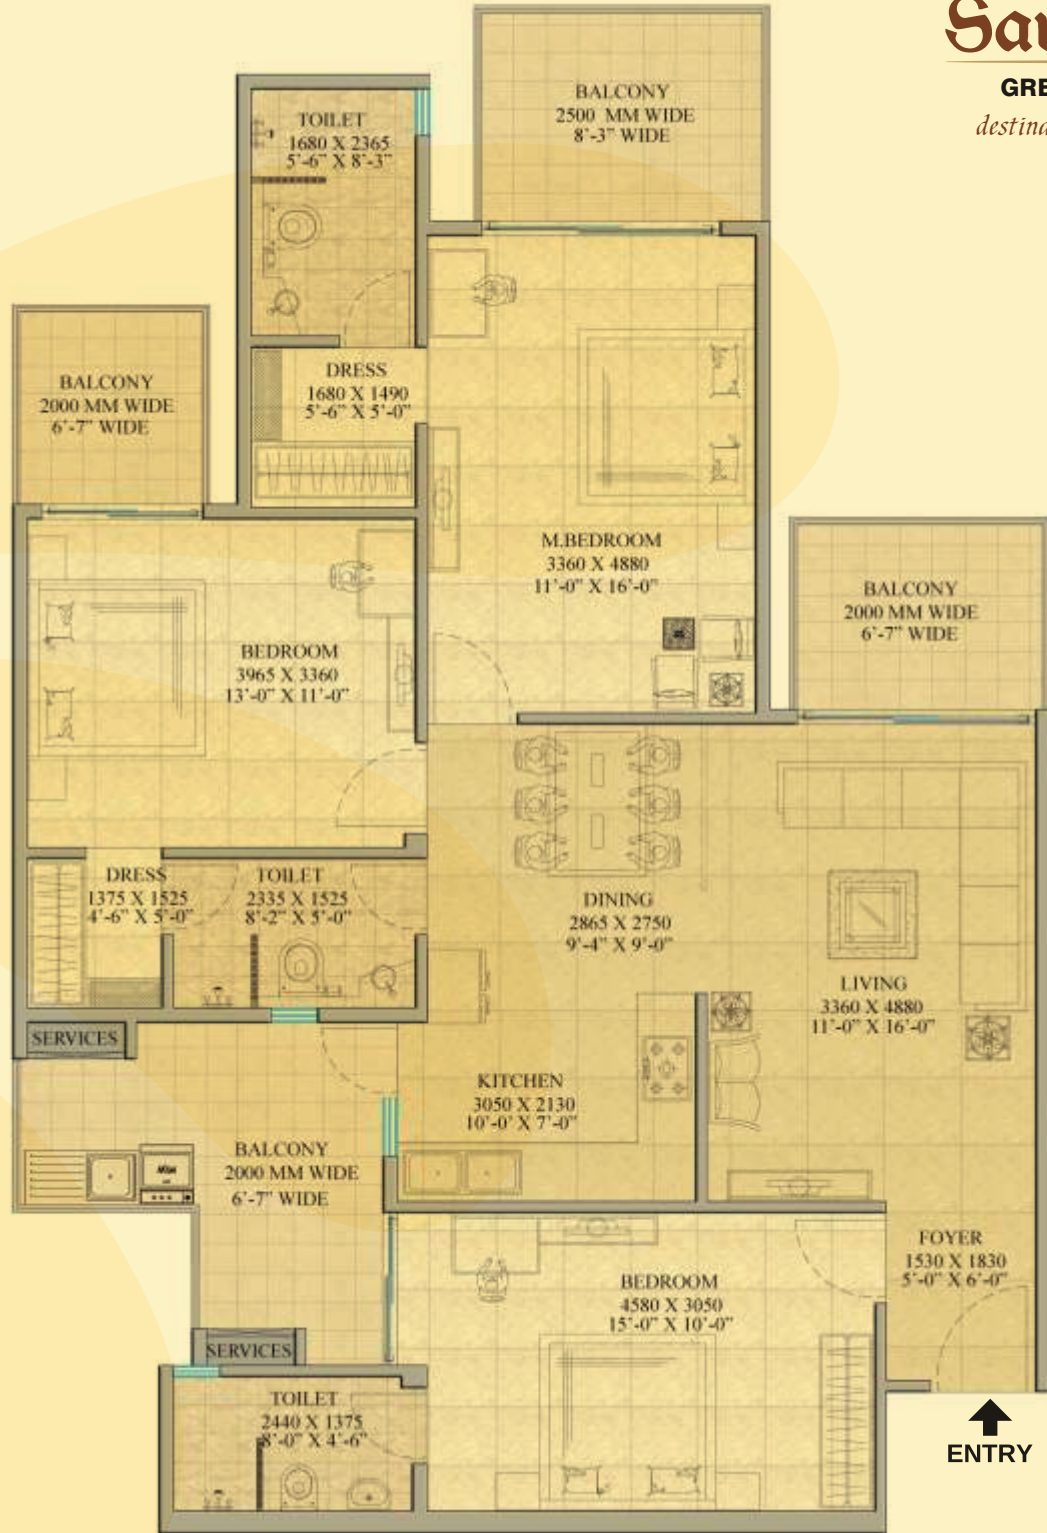 Sav
GRE
destina
BALCONY
2500 MM WIDE
8'-3" WIDE
TOILET
1680 X 2365
5'-6" X 8'-3"
DRESS
1680 X 1490
5'-6" X 5'-0"
BALCONY
2000 MM WIDE
6'-7" WIDE
M.BEDROOM
3360 X 4880
11'-0" X 16'-0"
BALCONY
2000 MM WIDE
6'-7" WIDE
BEDROOM
3965 X 3360
13'-0" X 11'-0"
DRESS
1375 X 1525
4'-6" X 5'-0"
TOILET
2335 X 1525
8'-2" X 5'-0"
DINING
2865 X 2750
9'-4" X 9'-0"
LIVING
3360 X 4880
11'-0" X 16'-0"
SERVICES
KITCHEN
3050 X 2130
10'-0' X 7'-0"
BALCONY
2000 MM WIDE
6'-7" WIDE
FOYER
1530 X 1830
5'-0" X 6'-0"
BEDROOM
4580 X 3050
15'-0" X 10'-0"
SERVICES
TOILET
2440 X 1375
8'-0" X 4'-6"
ENTRY